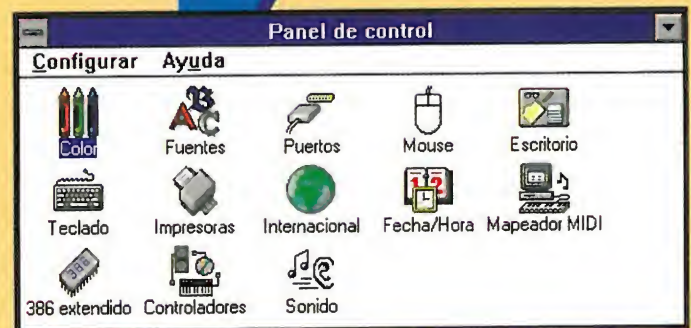 Panel de control
Configurar Ayuda
Color Fuentes Puertos Mouse Escritorio
Teclado Impresoras Internacional Fecha/Hora Mapeador MIDI
386 extendido Controladores Sonido